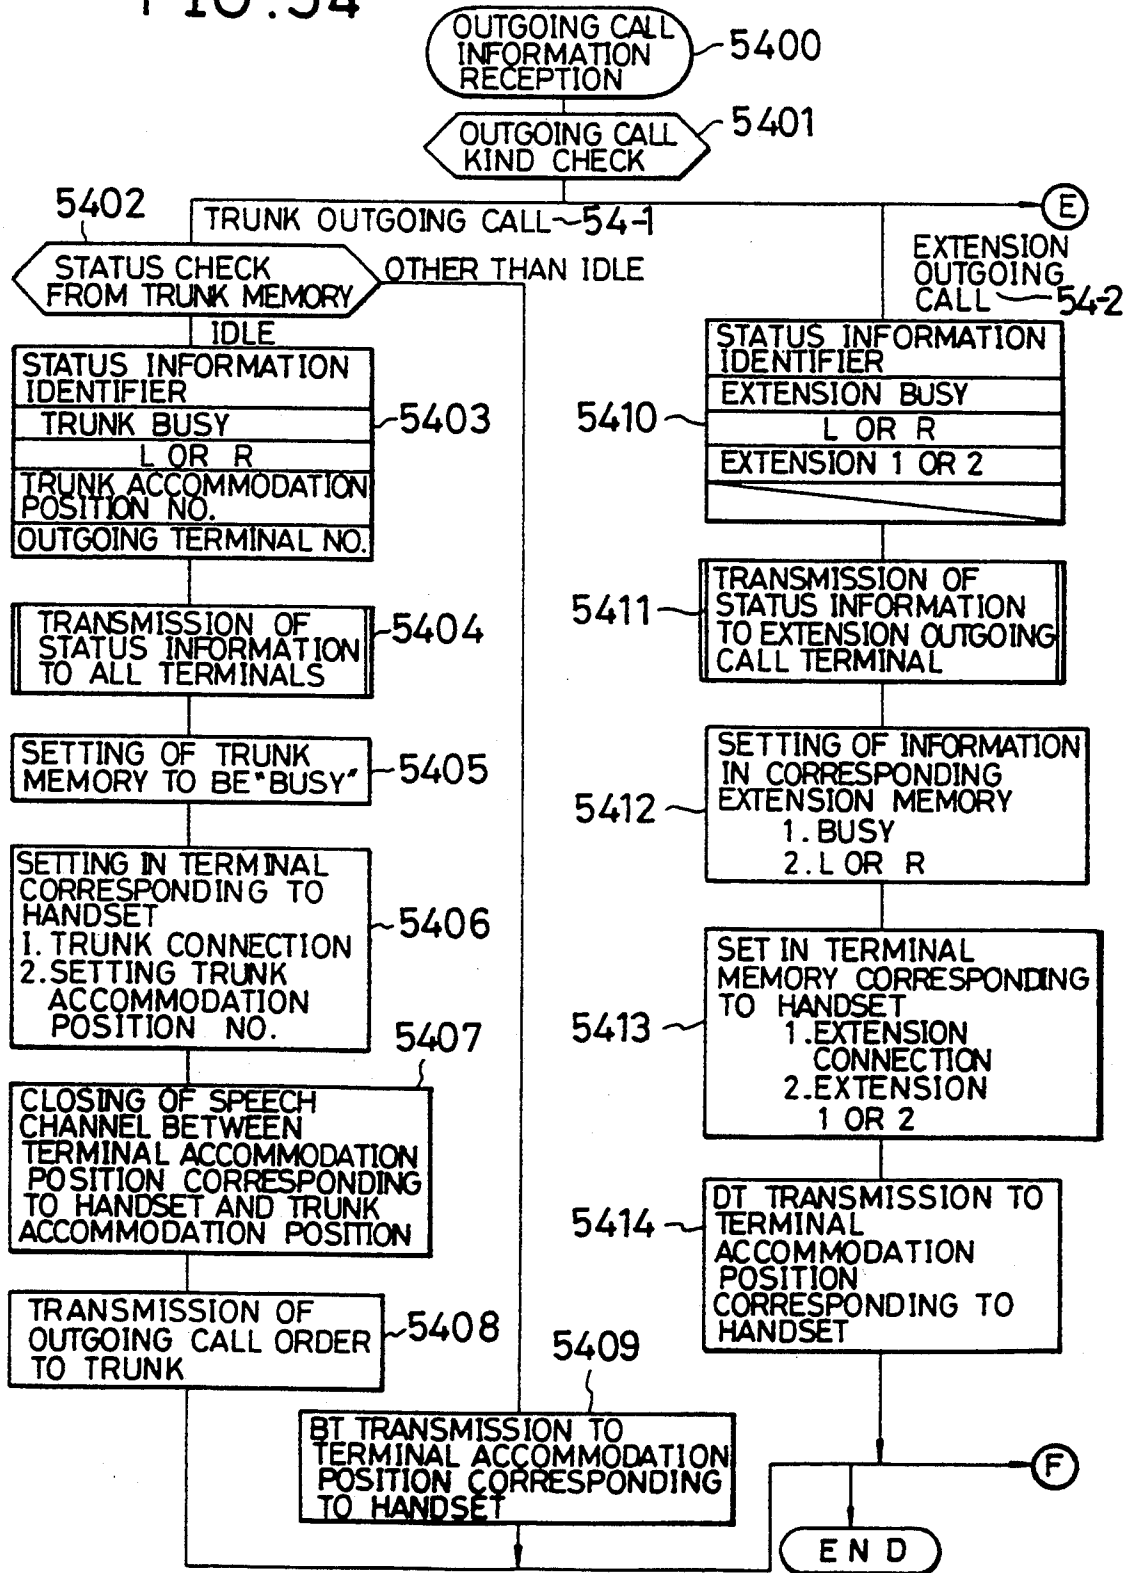 FIG.54
OUTGOING CALL
INFORMATION
RECEPTION
5400
OUTGOING CALL
KIND CHECK
5401
E
5402
TRUNK OUTGOING CALL 54-1
STATUS CHECK
FROM TRUNK MEMORY
OTHER THAN IDLE
IDLE
STATUS INFORMATION
IDENTIFIER
TRUNK BUSY
L OR R
TRUNK ACCOMMODATION
POSITION NO.
OUTGOING TERMINAL NO.
5403
TRANSMISSION OF
STATUS INFORMATION
TO ALL TERMINALS
5404
SETTING OF TRUNK
MEMORY TO BE "BUSY"
5405
SETTING IN TERMINAL
CORRESPONDING TO
HANDSET
1. TRUNK CONNECTION
2. SETTING TRUNK
ACCOMMODATION
POSITION NO.
5406
5407
CLOSING OF SPEECH
CHANNEL BETWEEN
TERMINAL ACCOMMODATION
POSITION CORRESPONDING
TO HANDSET AND TRUNK
ACCOMMODATION POSITION
TRANSMISSION OF
OUTGOING CALL ORDER
TO TRUNK
5408
5409
BT TRANSMISSION TO
TERMINAL ACCOMMODATION
POSITION CORRESPONDING
TO HANDSET
EXTENSION
OUTGOING
CALL 54-2
STATUS INFORMATION
IDENTIFIER
EXTENSION BUSY
L OR R
EXTENSION 1 OR 2
5410
TRANSMISSION OF
STATUS INFORMATION
TO EXTENSION OUTGOING
CALL TERMINAL
5411
SETTING OF INFORMATION
IN CORRESPONDING
EXTENSION MEMORY
1. BUSY
2. L OR R
5412
SET IN TERMINAL
MEMORY CORRESPONDING
TO HANDSET
1. EXTENSION
CONNECTION
2. EXTENSION
1 OR 2
5413
DT TRANSMISSION TO
TERMINAL
ACCOMMODATION
POSITION
CORRESPONDING TO
HANDSET
5414
F
END